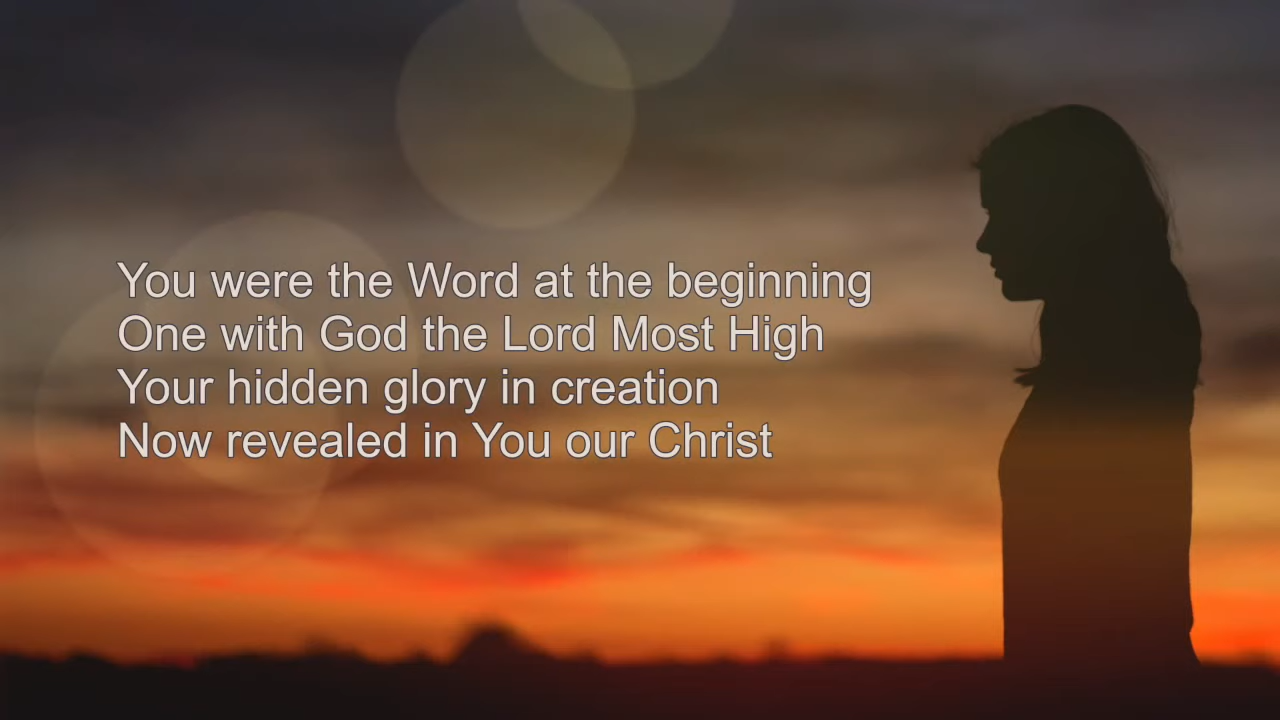 You were the Word at the beginning
One with God the Lord Most High
Your hidden glory in creation
Now revealed in You our Christ